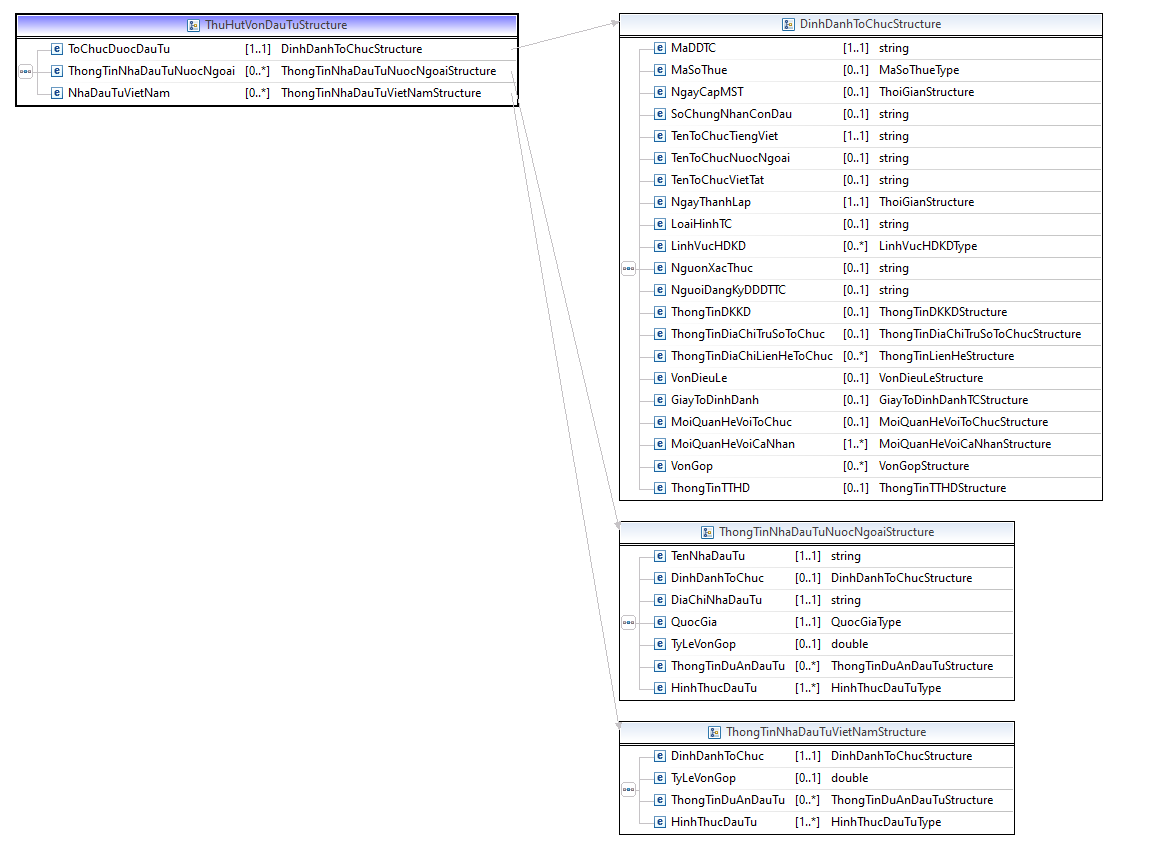 ThuHutVonDauTuStructure
ToChucDuocDauTu [1..1] DinhDanhToChucStructure
ThongTinNhaDauTuNuocNgoai [0..*] ThongTinNhaDauTuNuocNgoaiStructure
NhaDauTuVietNam [0..*] ThongTinNhaDauTuVietNamStructure
DinhDanhToChucStructure
MaDDTC [1..1] string
MaSoThue [0..1] MaSoThueType
NgayCapMST [0..1] ThoiGianStructure
SoChungNhanConDau [0..1] string
TenToChucTiengViet [1..1] string
TenToChucNuocNgoai [0..1] string
TenToChucVietTat [0..1] string
NgayThanhLap [1..1] ThoiGianStructure
LoaiHinhTC [0..1] string
LinhVucHDKD [0..*] LinhVucHDKDType
NguonXacThuc [0..1] string
NguoiDangKyDDDTTC [0..1] string
ThongTinDKKD [0..1] ThongTinDKKDStructure
ThongTinDiaChiTruSoToChuc [0..1] ThongTinDiaChiTruSoToChucStructure
ThongTinDiaChiLienHeToChuc [0..*] ThongTinLienHeStructure
VonDieuLe [0..1] VonDieuLeStructure
GiayToDinhDanh [0..1] GiayToDinhDanhTCStructure
MoiQuanHeVoiToChuc [0..1] MoiQuanHeVoiToChucStructure
MoiQuanHeVoiCaNhan [1..*] MoiQuanHeVoiCaNhanStructure
VonGop [0..*] VonGopStructure
ThongTinTTHD [0..1] ThongTinTTHDStructure
ThongTinNhaDauTuNuocNgoaiStructure
TenNhaDauTu [1..1] string
DinhDanhToChuc [0..1] DinhDanhToChucStructure
DiaChiNhaDauTu [1..1] string
QuocGia [1..1] QuocGiaType
TyLeVonGop [0..1] double
ThongTinDuAnDauTu [0..*] ThongTinDuAnDauTuStructure
HinhThucDauTu [1..*] HinhThucDauTuType
ThongTinNhaDauTuVietNamStructure
DinhDanhToChuc [1..1] DinhDanhToChucStructure
TyLeVonGop [0..1] double
ThongTinDuAnDauTu [0..*] ThongTinDuAnDauTuStructure
HinhThucDauTu [1..*] HinhThucDauTuType